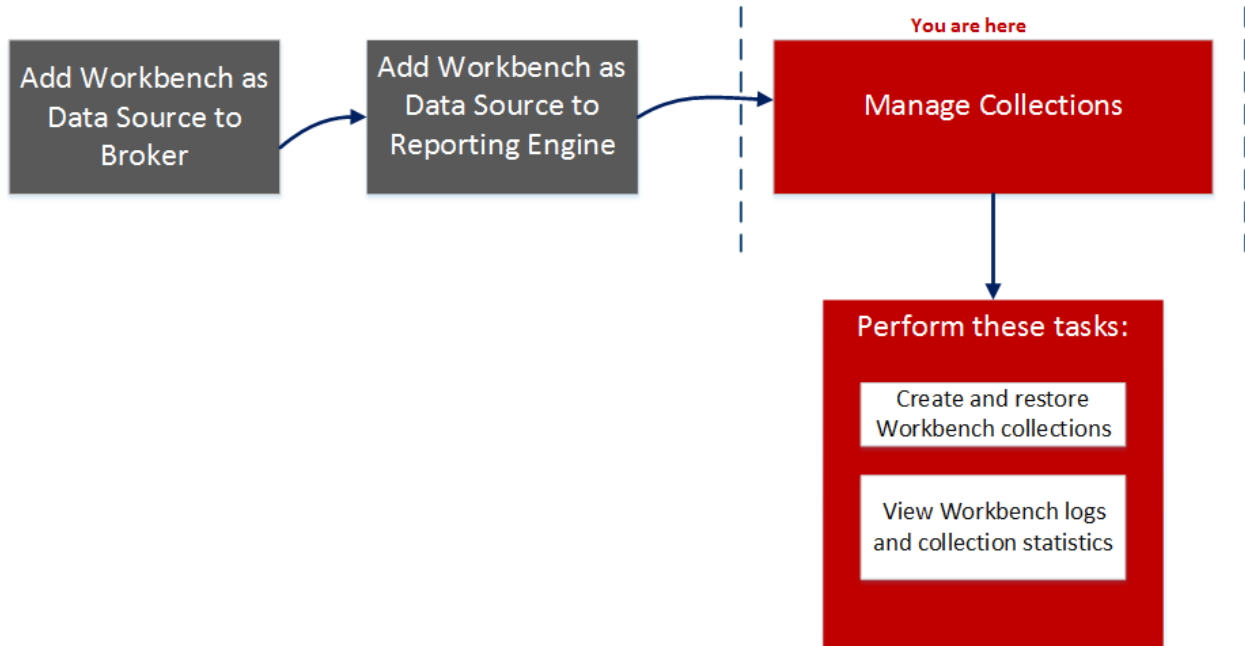 You are here
Add Workbench as
Data Source to
Broker
Add Workbench as
Data Source to
Reporting Engine
Manage Collections
Perform these tasks:
Create and restore
Workbench collections
View Workbench logs
and collection statistics